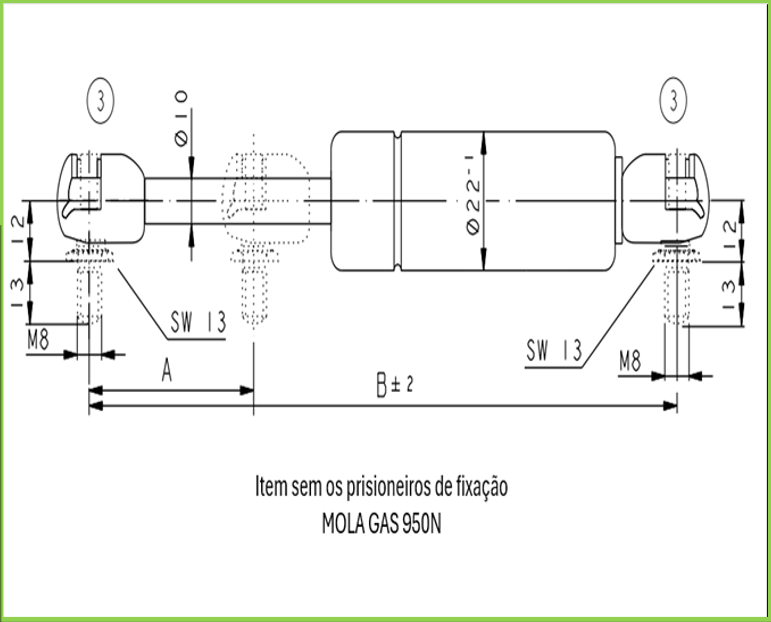 3
3
Ø10
Ø22-1
12
13
12
13
SW 13
SW 13
M8
M8
A
B±2
Item sem os prisioneiros de fixação
MOLA GAS 950N